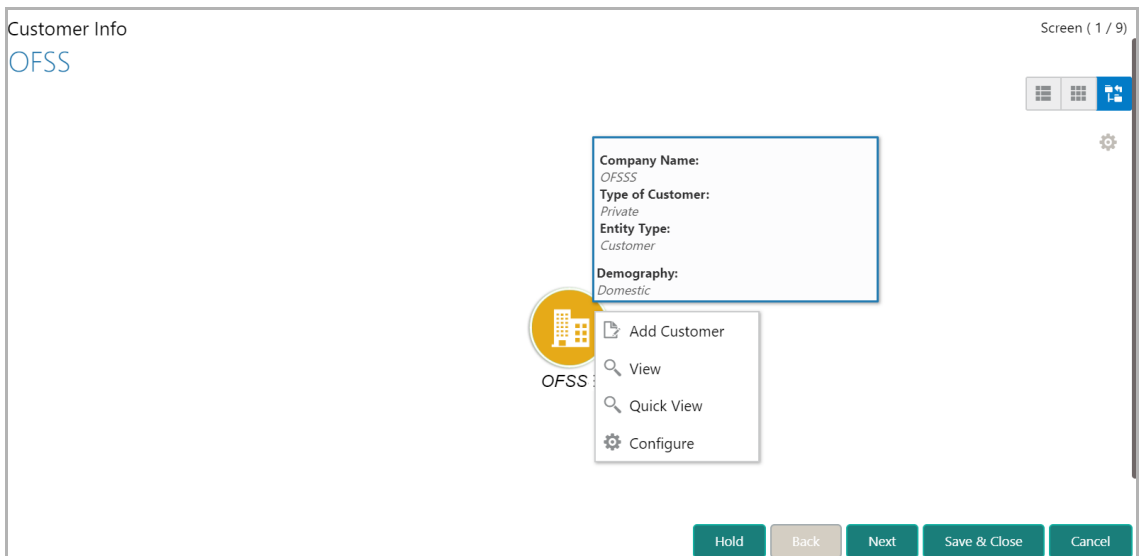 Customer Info
Screen ( 1 / 9)
OFSS
Company Name:
OFSSS
Type of Customer:
Private
Entity Type:
Customer
Demography:
Domestic
OFSS
Add Customer
View
Quick View
Configure
Hold
Back
Next
Save & Close
Cancel